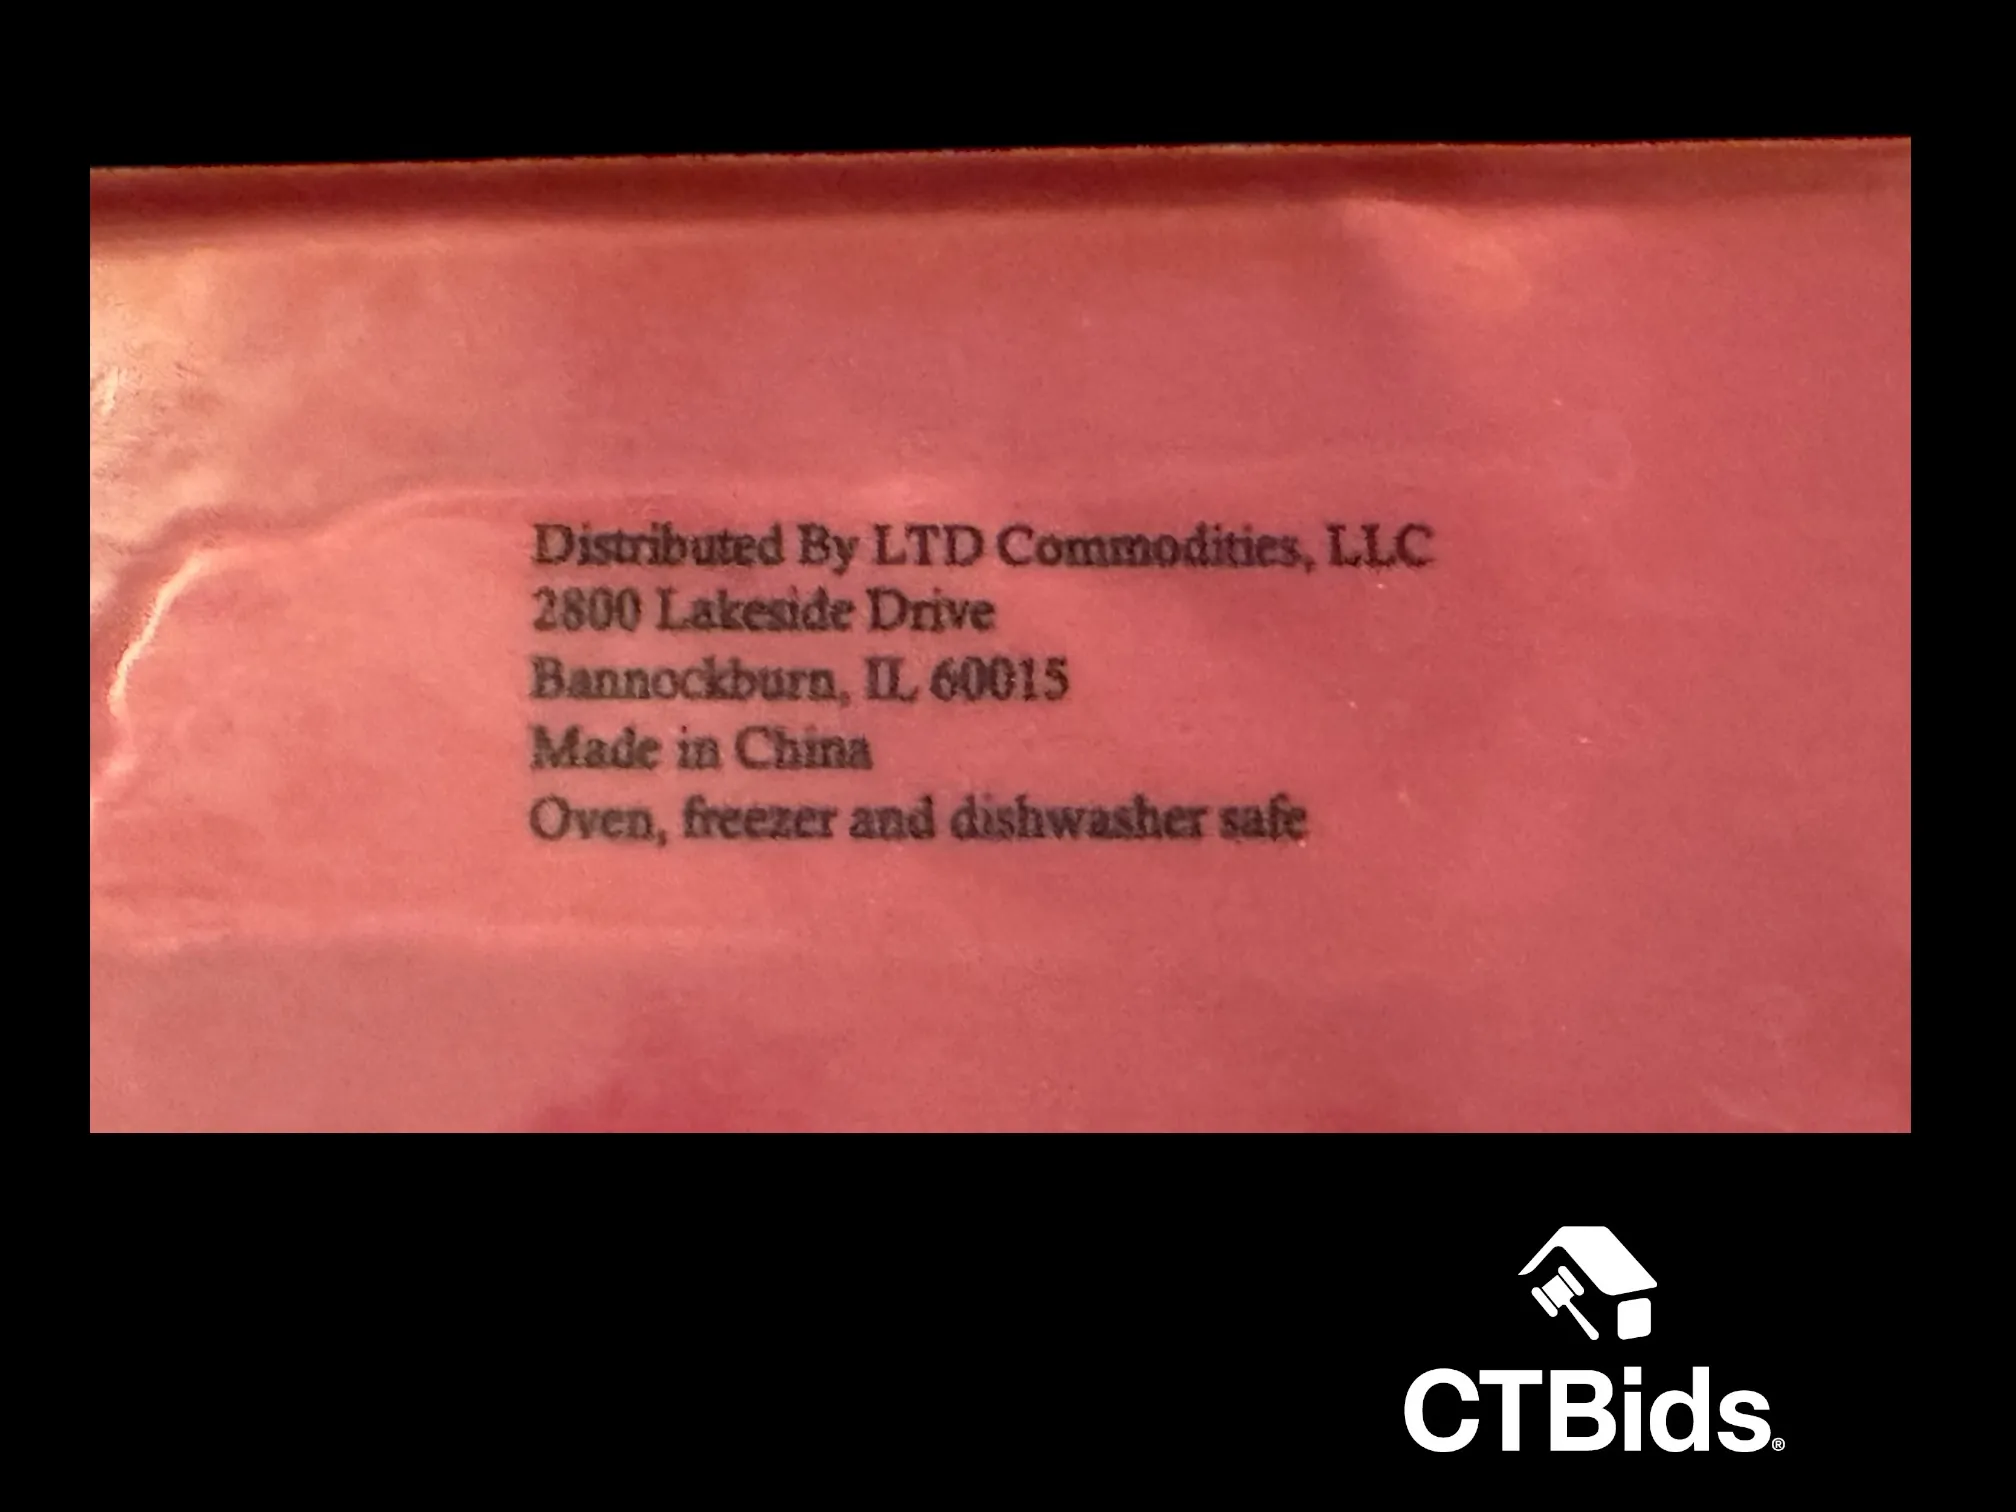 Distributed By LTD Commodities, LLC
2800 Lakeside Drive
Bannockburn, IL 60015
Made in China
Oven, freezer and dishwasher safe
CTBids®